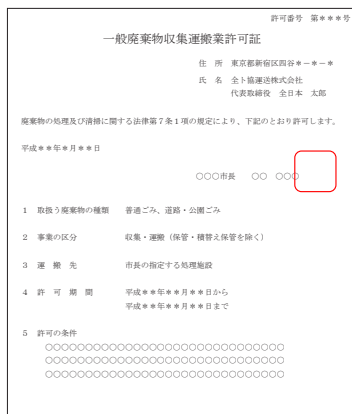 許可番号 第***号
一般廃棄物収集運搬業許可証
住 所 東京都新宿区四谷*-*-*
氏 名 全ト協運送株式会社
代表取締役 全日本 太郎
廃棄物の処理及び清掃に関する法律第7条1項の規定により、下記のとおり許可します。
平成**年*月**日
○○○市長 ○○ ○○○
1 取扱う廃棄物の種類 普通ごみ、道路・公園ごみ
2 事業の区分 収集・運搬(保管・積替え保管を除く)
3 運 搬 先 市長の指定する処理施設
4 許 可 期 間 平成**年**月**日から
平成**年**月**日まで
5 許可の条件
○○○○○○○○○○○○○○○○○○○○○○○○○○○○○
○○○○○○○○○○○○○○○○○○○○○○○○○○○○○
○○○○○○○○○○○○○○○○○○○○○○○○○○○○○